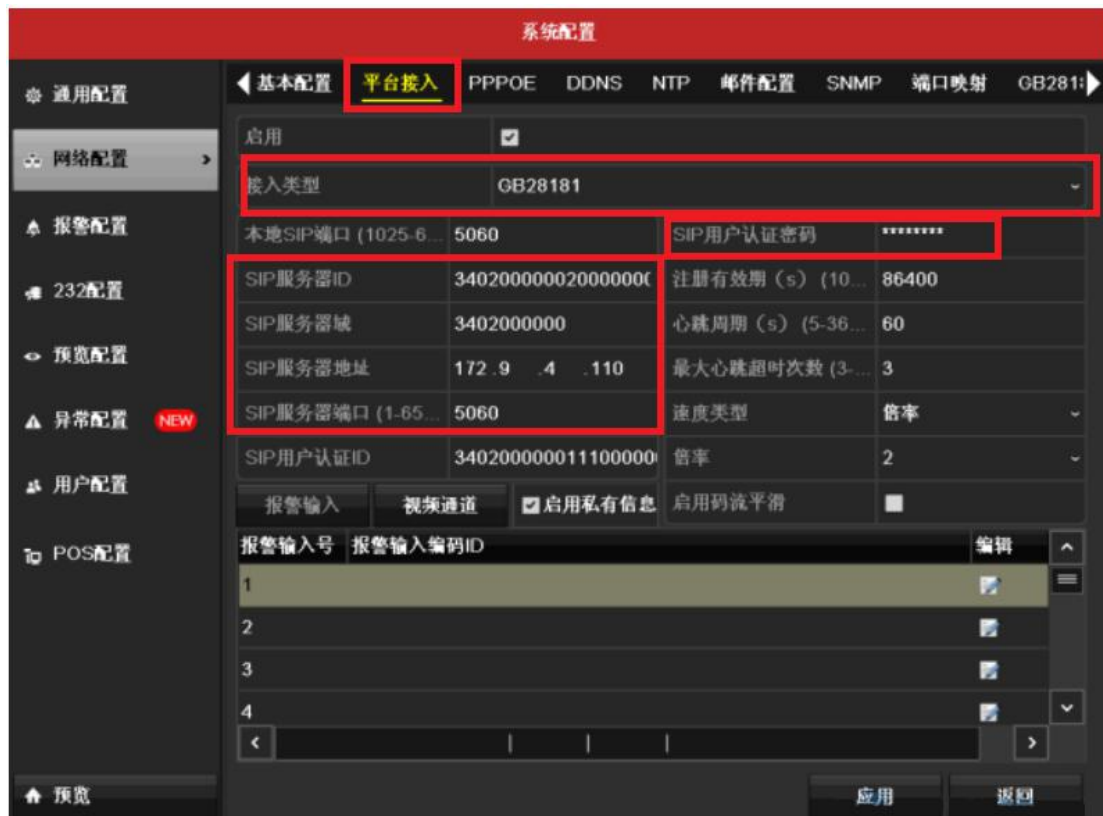 系统配置
通用配置
网络配置
报警配置
232配置
预览配置
异常配置 NEW
用户配置
POS配置
预览
基本配置 平台接入 PPPOE DDNS NTP 邮件配置 SNMP 端口映射 GB2818
启用
接入类型 GB28181
本地SIP端口 (1025-6... 5060 SIP用户认证密码 ********
SIP服务器ID 3402000000200000000 注册有效期（s）(10... 86400
SIP服务器域 3402000000 心跳周期（s）(5-36... 60
SIP服务器地址 172 .9 .4 .110 最大心跳超时次数 (3-... 3
SIP服务器端口 (1-65... 5060 速度类型 倍率
SIP用户认证ID 340200000011100000 倍率 2
报警输入 视频通道 启用私有信息 启用码流平滑
报警输入号 报警输入编码ID 编辑
1
2
3
4
应用 返回